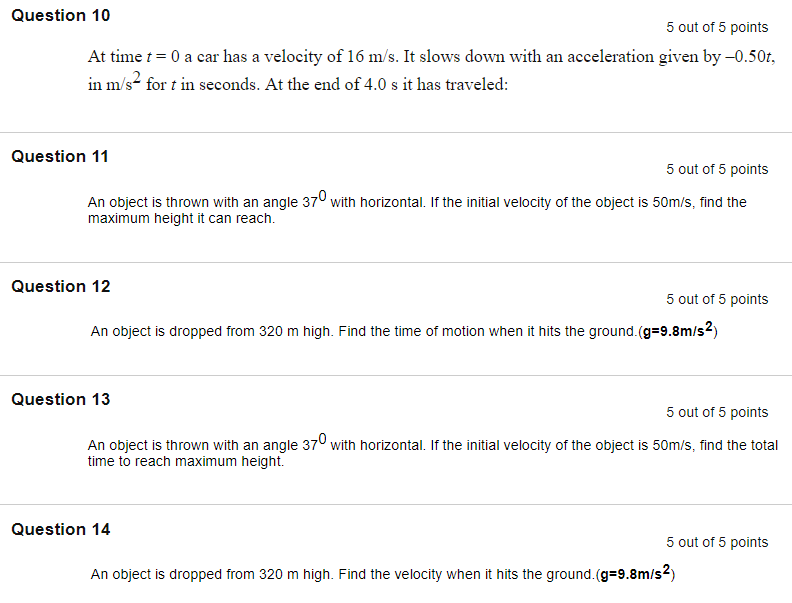 Question 10
5 out of 5 points
At time t = 0 a car has a velocity of 16 m/s. It slows down with an acceleration given by –0.50t,
in m/s² for t in seconds. At the end of 4.0 s it has traveled:
Question 11
5 out of 5 points
An object is thrown with an angle 37⁰ with horizontal. If the initial velocity of the object is 50m/s, find the
maximum height it can reach.
Question 12
5 out of 5 points
An object is dropped from 320 m high. Find the time of motion when it hits the ground.(g=9.8m/s²)
Question 13
5 out of 5 points
An object is thrown with an angle 37⁰ with horizontal. If the initial velocity of the object is 50m/s, find the total
time to reach maximum height.
Question 14
5 out of 5 points
An object is dropped from 320 m high. Find the velocity when it hits the ground.(g=9.8m/s²)